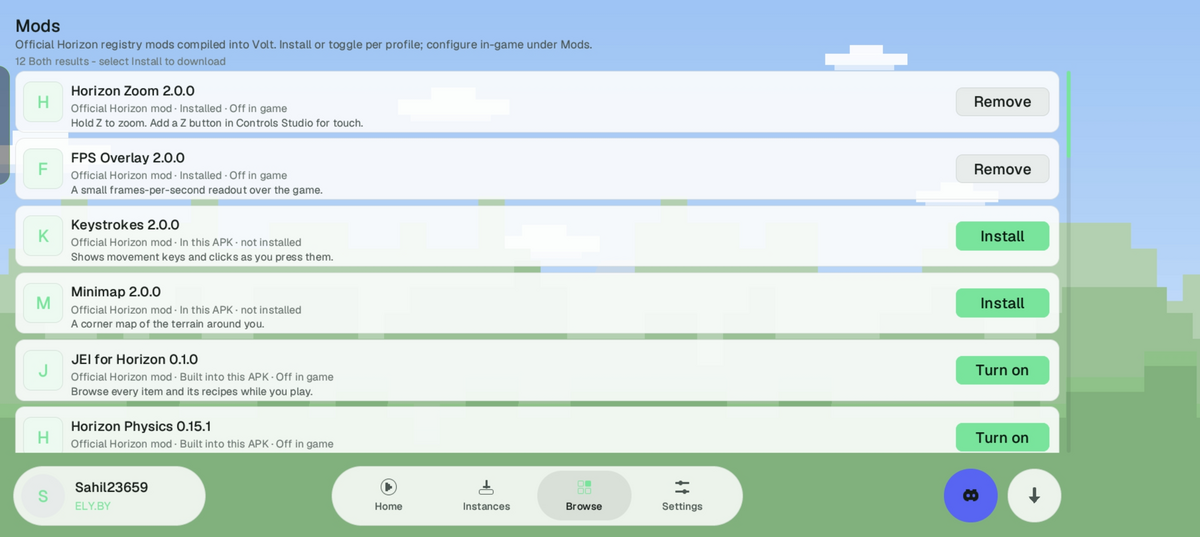 Mods
Official Horizon registry mods compiled into Volt. Install or toggle per profile; configure in-game under Mods.
12 Both results - select Install to download
H
Horizon Zoom 2.0.0
Official Horizon mod · Installed · Off in game
Hold Z to zoom. Add a Z button in Controls Studio for touch.
Remove
F
FPS Overlay 2.0.0
Official Horizon mod · Installed · Off in game
A small frames-per-second readout over the game.
Remove
K
Keystrokes 2.0.0
Official Horizon mod · In this APK · not installed
Shows movement keys and clicks as you press them.
Install
M
Minimap 2.0.0
Official Horizon mod · In this APK · not installed
A corner map of the terrain around you.
Install
J
JEI for Horizon 0.1.0
Official Horizon mod · Built into this APK · Off in game
Browse every item and its recipes while you play.
Turn on
H
Horizon Physics 0.15.1
Official Horizon mod · Built into this APK · Off in game
Turn on
S
Sahil23659
ELY.BY
Home
Instances
Browse
Settings